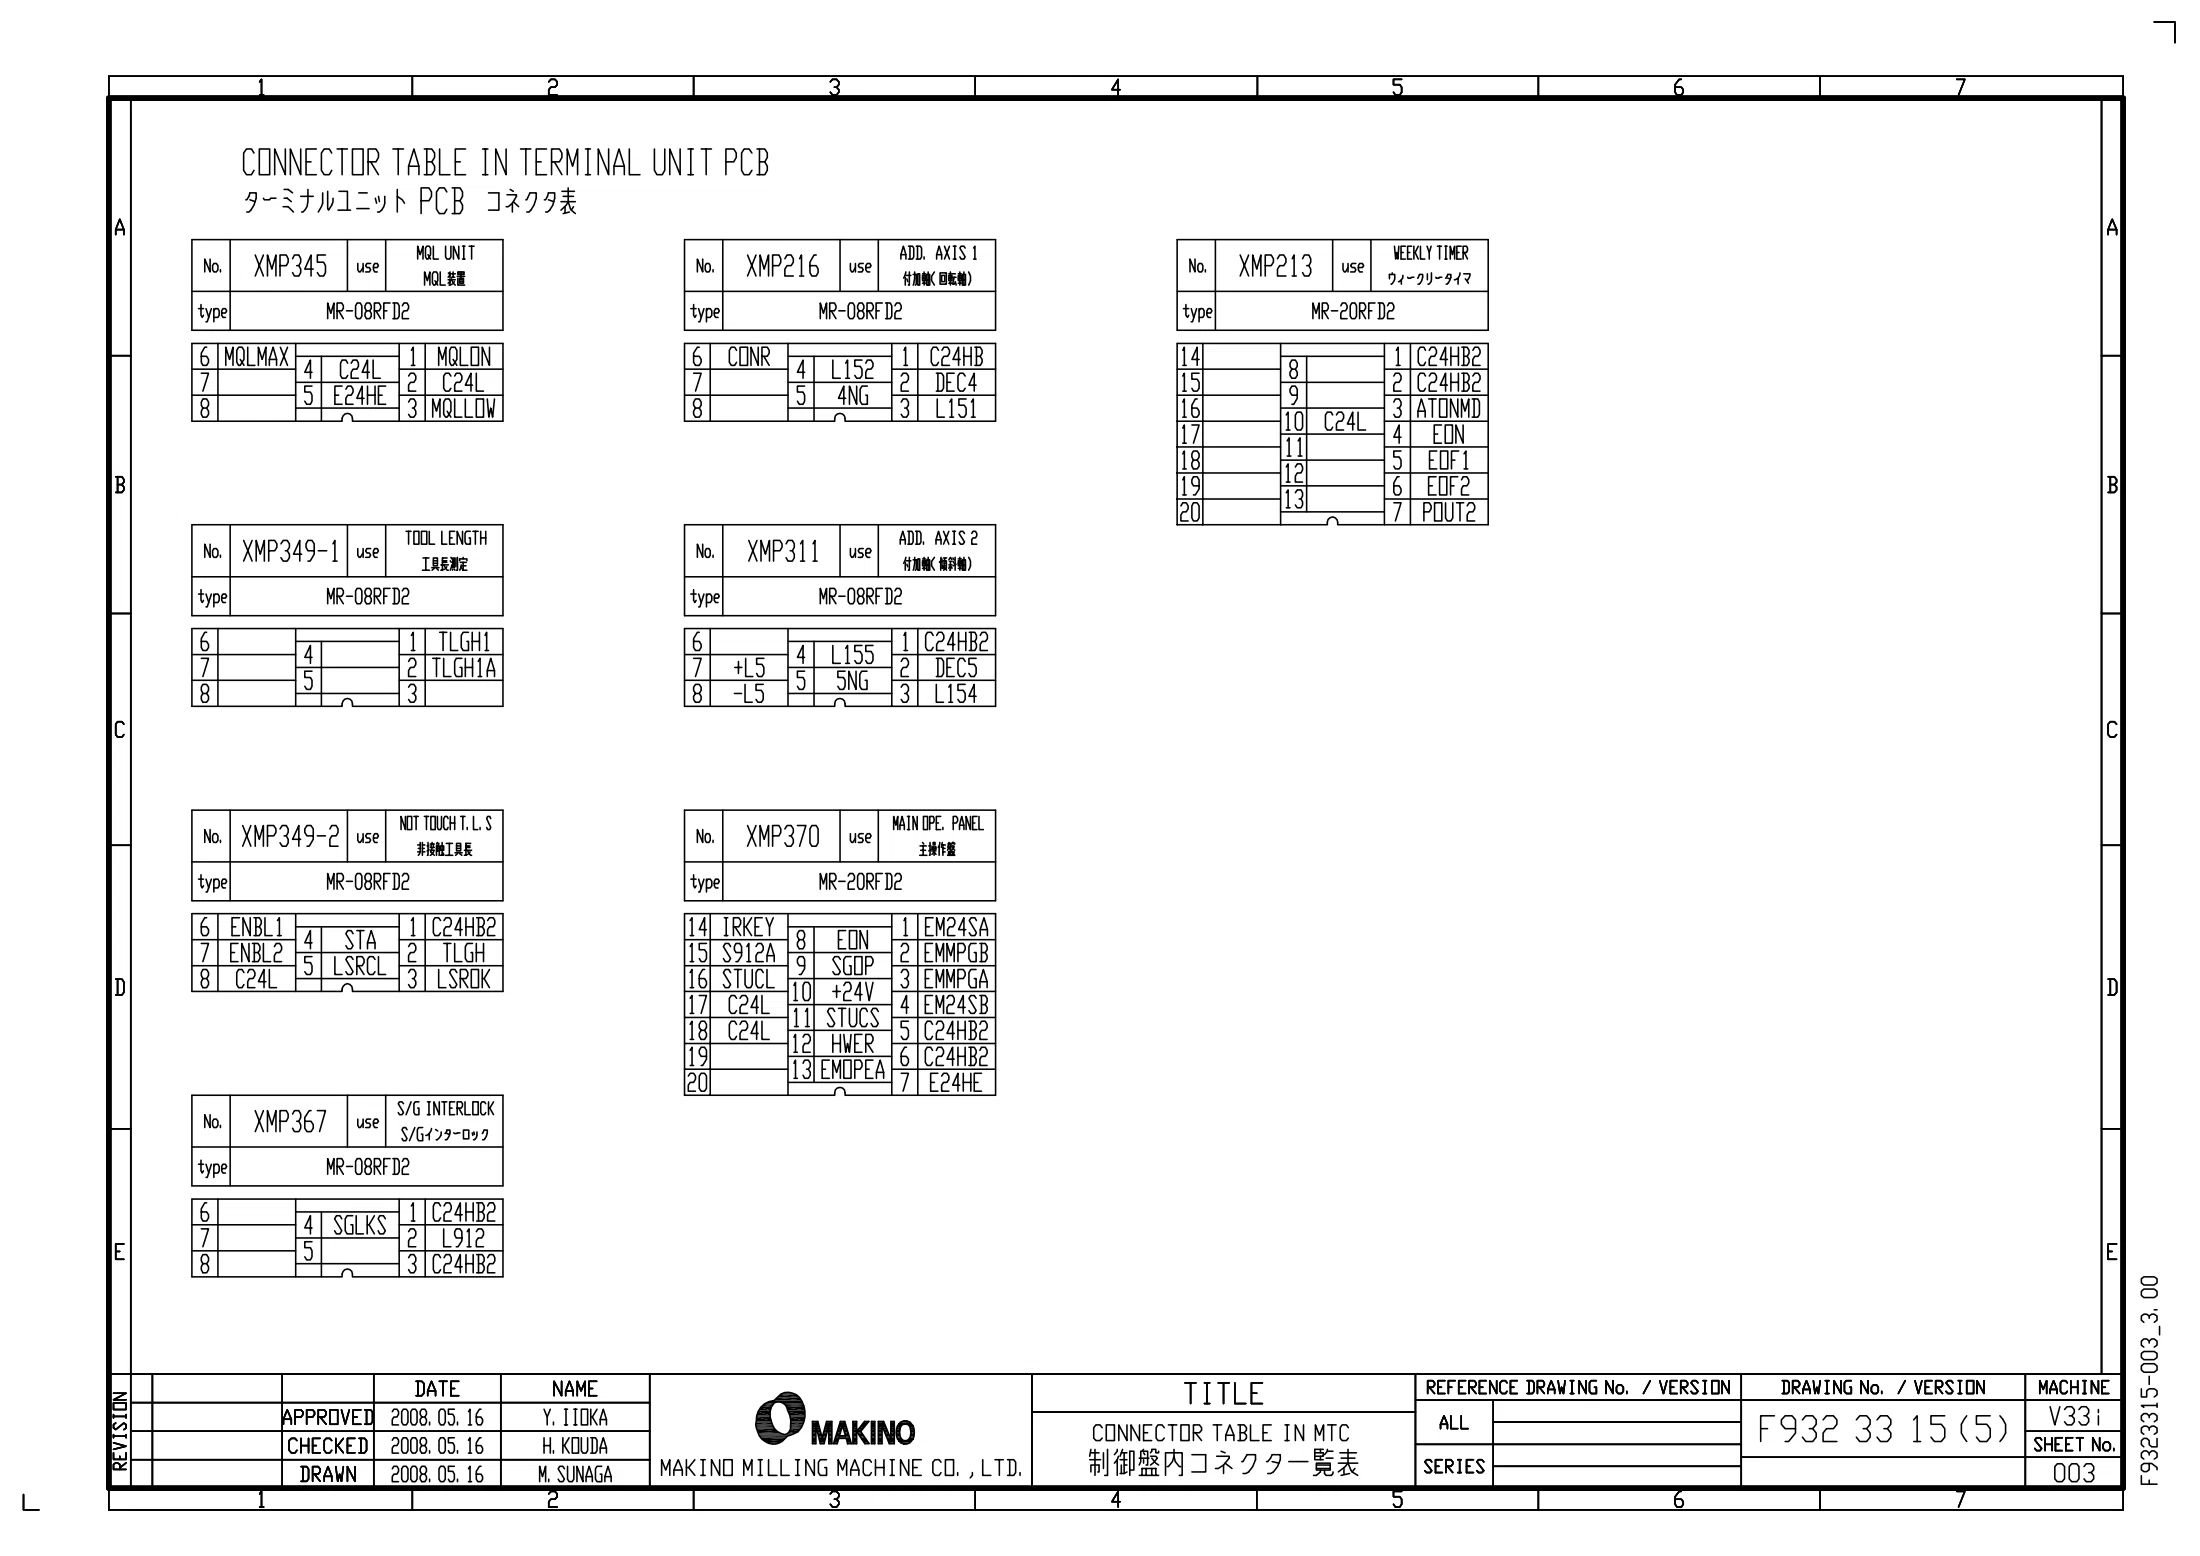 1 2 3 4 5 6 7
CONNECTOR TABLE IN TERMINAL UNIT PCB
ターミナルユニット PCB コネクタ表
A A
B B
C C
D D
E E
No. XMP345 use MQL UNIT
MQL装置
type MR-08RFD2
6 MQLMAX 4 C24L 1 MQLON
7 5 E24HE 2 C24L
8 3 MQLLOW
No. XMP216 use ADD. AXIS 1
付加軸(回転軸)
type MR-08RFD2
6 CONR 4 L152 1 C24HB
7 5 4NG 2 DEC4
8 3 L151
No. XMP213 use WEEKLY TIMER
ウィークリータイマ
type MR-20RFD2
14 8 1 C24HB2
15 9 2 C24HB2
16 10 C24L 3 ATONMD
17 11 4 EON
18 12 5 EOF1
19 13 6 EOF2
20 7 POUT2
No. XMP349-1 use TOOL LENGTH
工具長測定
type MR-08RFD2
6 4 1 TLGH1
7 5 2 TLGH1A
8 3
No. XMP311 use ADD. AXIS 2
付加軸(傾斜軸)
type MR-08RFD2
6 4 L155 1 C24HB2
7 +L5 5 5NG 2 DEC5
8 -L5 3 L154
No. XMP349-2 use NOT TOUCH T.L.S
非接触工具長
type MR-08RFD2
6 ENBL1 4 STA 1 C24HB2
7 ENBL2 5 LSRCL 2 TLGH
8 C24L 3 LSROK
No. XMP370 use MAIN OPE. PANEL
主操作盤
type MR-20RFD2
14 IRKEY 8 EON 1 EM24SA
15 S912A 9 SGOP 2 EMMPGB
16 STUCL 10 +24V 3 EMMPGA
17 C24L 11 STUCS 4 EM24SB
18 C24L 12 HWER 5 C24HB2
19 13 EMOPEA 6 C24HB2
20 7 E24HE
No. XMP367 use S/G INTERLOCK
S/Gインターロック
type MR-08RFD2
6 4 SGLKS 1 C24HB2
7 5 2 L912
8 3 C24HB2
REVISION
DATE NAME
APPROVED 2008.05.16 Y. IIOKA
CHECKED 2008.05.16 H. KOUDA
DRAWN 2008.05.16 M. SUNAGA
MAKINO
MAKINO MILLING MACHINE CO.,LTD.
TITLE
CONNECTOR TABLE IN MTC
制御盤内コネクター覧表
REFERENCE DRAWING No. / VERSION
ALL
SERIES
DRAWING No. / VERSION
F932 33 15(5)
MACHINE
V33i
SHEET No.
003
F9323315-003_3.00
1 2 3 4 5 6 7